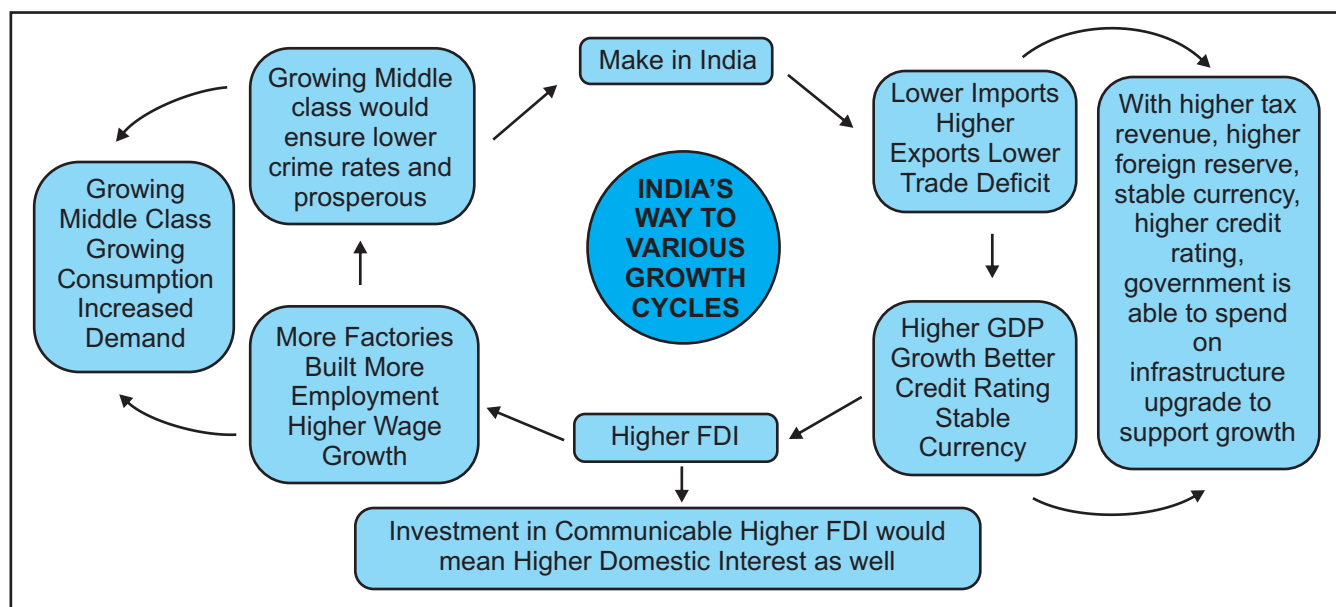 Make in India
Lower Imports
Higher
Exports Lower
Trade Deficit
With higher tax
revenue, higher
foreign reserve,
stable currency,
higher credit
rating,
government is
able to spend
on
infrastructure
upgrade to
support growth
Higher GDP
Growth Better
Credit Rating
Stable
Currency
Higher FDI
Investment in Communicable Higher FDI would
mean Higher Domestic Interest as well
More Factories
Built More
Employment
Higher Wage
Growth
Growing Middle
class would
ensure lower
crime rates and
prosperous
Growing
Middle Class
Growing
Consumption
Increased
Demand
INDIA'S
WAY TO
VARIOUS
GROWTH
CYCLES